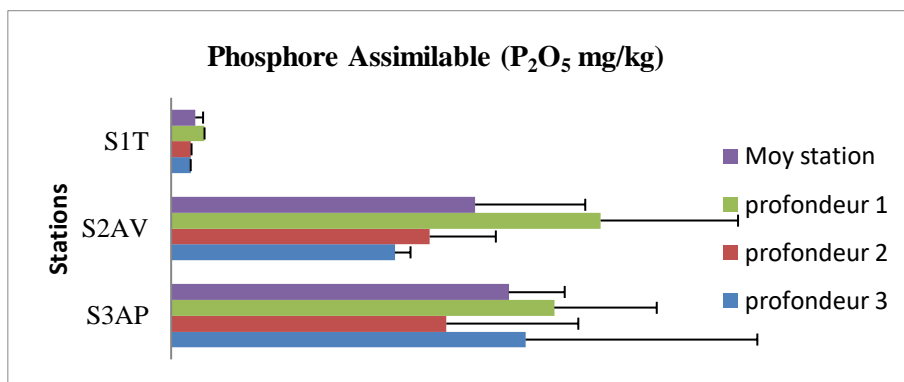 Phosphore Assimilable (P₂O₅ mg/kg)
Stations
S1T
S2AV
S3AP
Moy station
profondeur 1
profondeur 2
profondeur 3